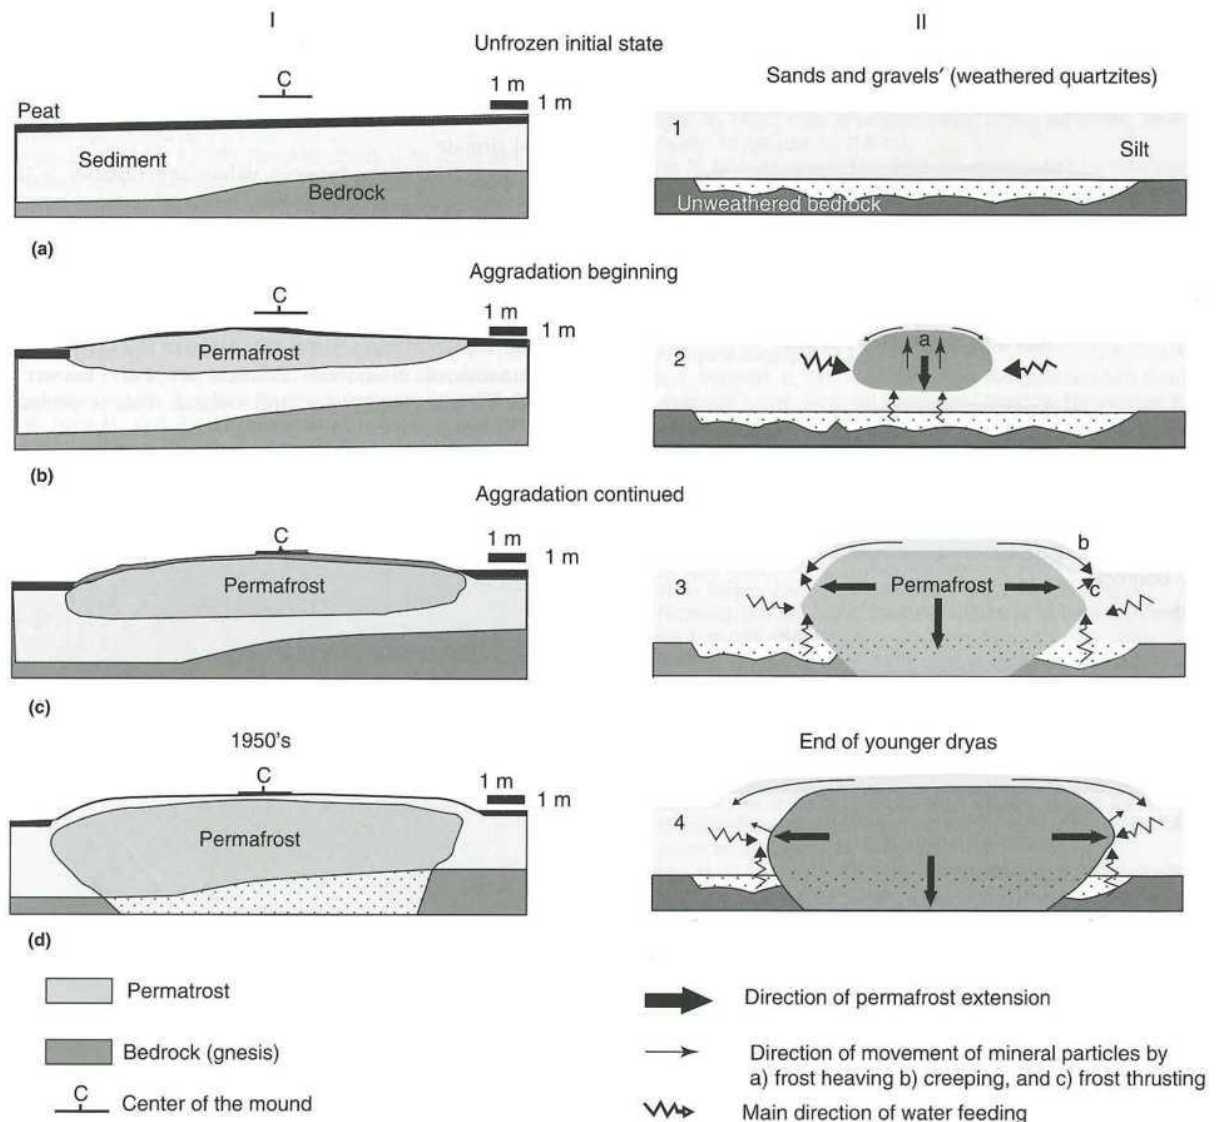 I
II
Unfrozen initial state
C
1 m
1 m
Peat
Sediment
Bedrock
(a)
Sands and gravels' (weathered quartzites)
1
Silt
Unweathered bedrock
Aggradation beginning
C
1 m
1 m
Permafrost
(b)
2
a
Aggradation continued
C
1 m
1 m
Permafrost
(c)
3
Permafrost
b
c
1950's
C
1 m
1 m
Permafrost
(d)
End of younger dryas
4
Permatrost
Bedrock (gnesis)
C
Center of the mound
Direction of permafrost extension
Direction of movement of mineral particles by
a) frost heaving b) creeping, and c) frost thrusting
Main direction of water feeding